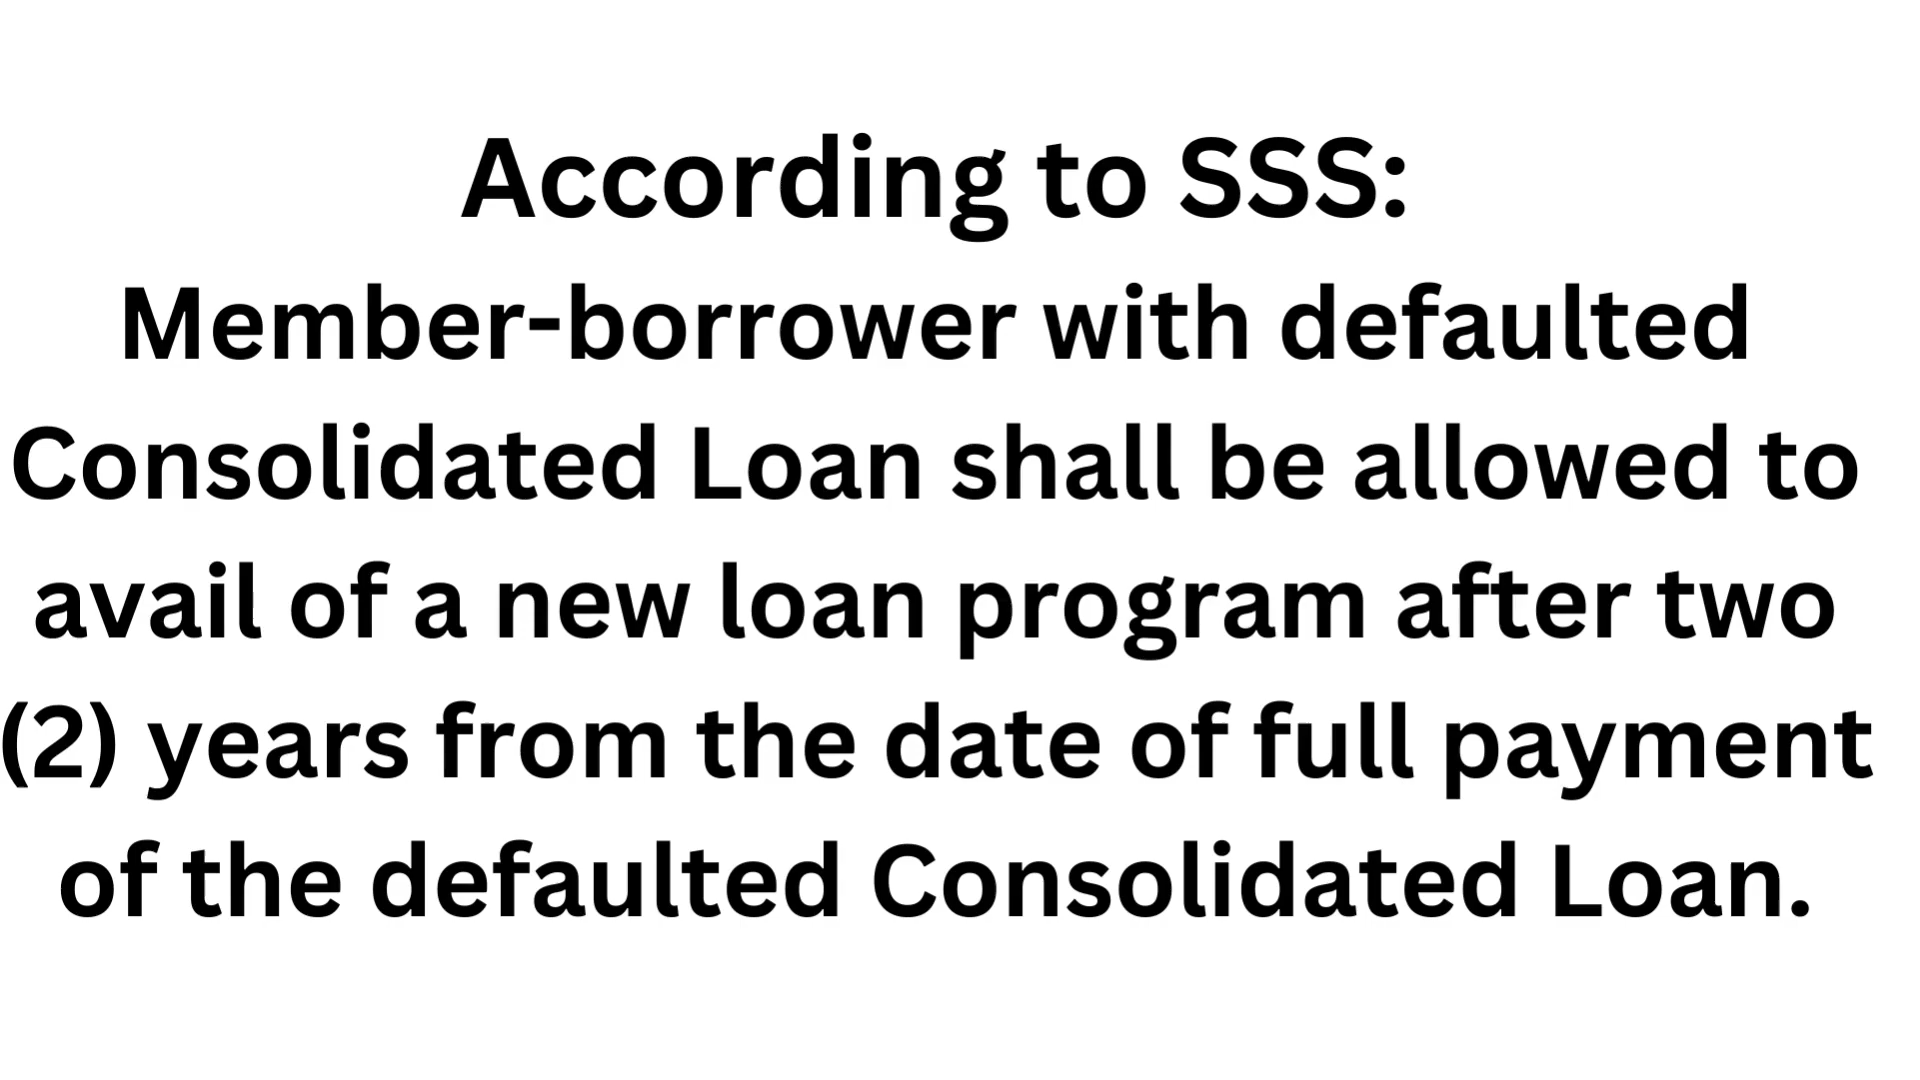 According to SSS:
Member-borrower with defaulted
Consolidated Loan shall be allowed to
avail of a new loan program after two
(2) years from the date of full payment
of the defaulted Consolidated Loan.